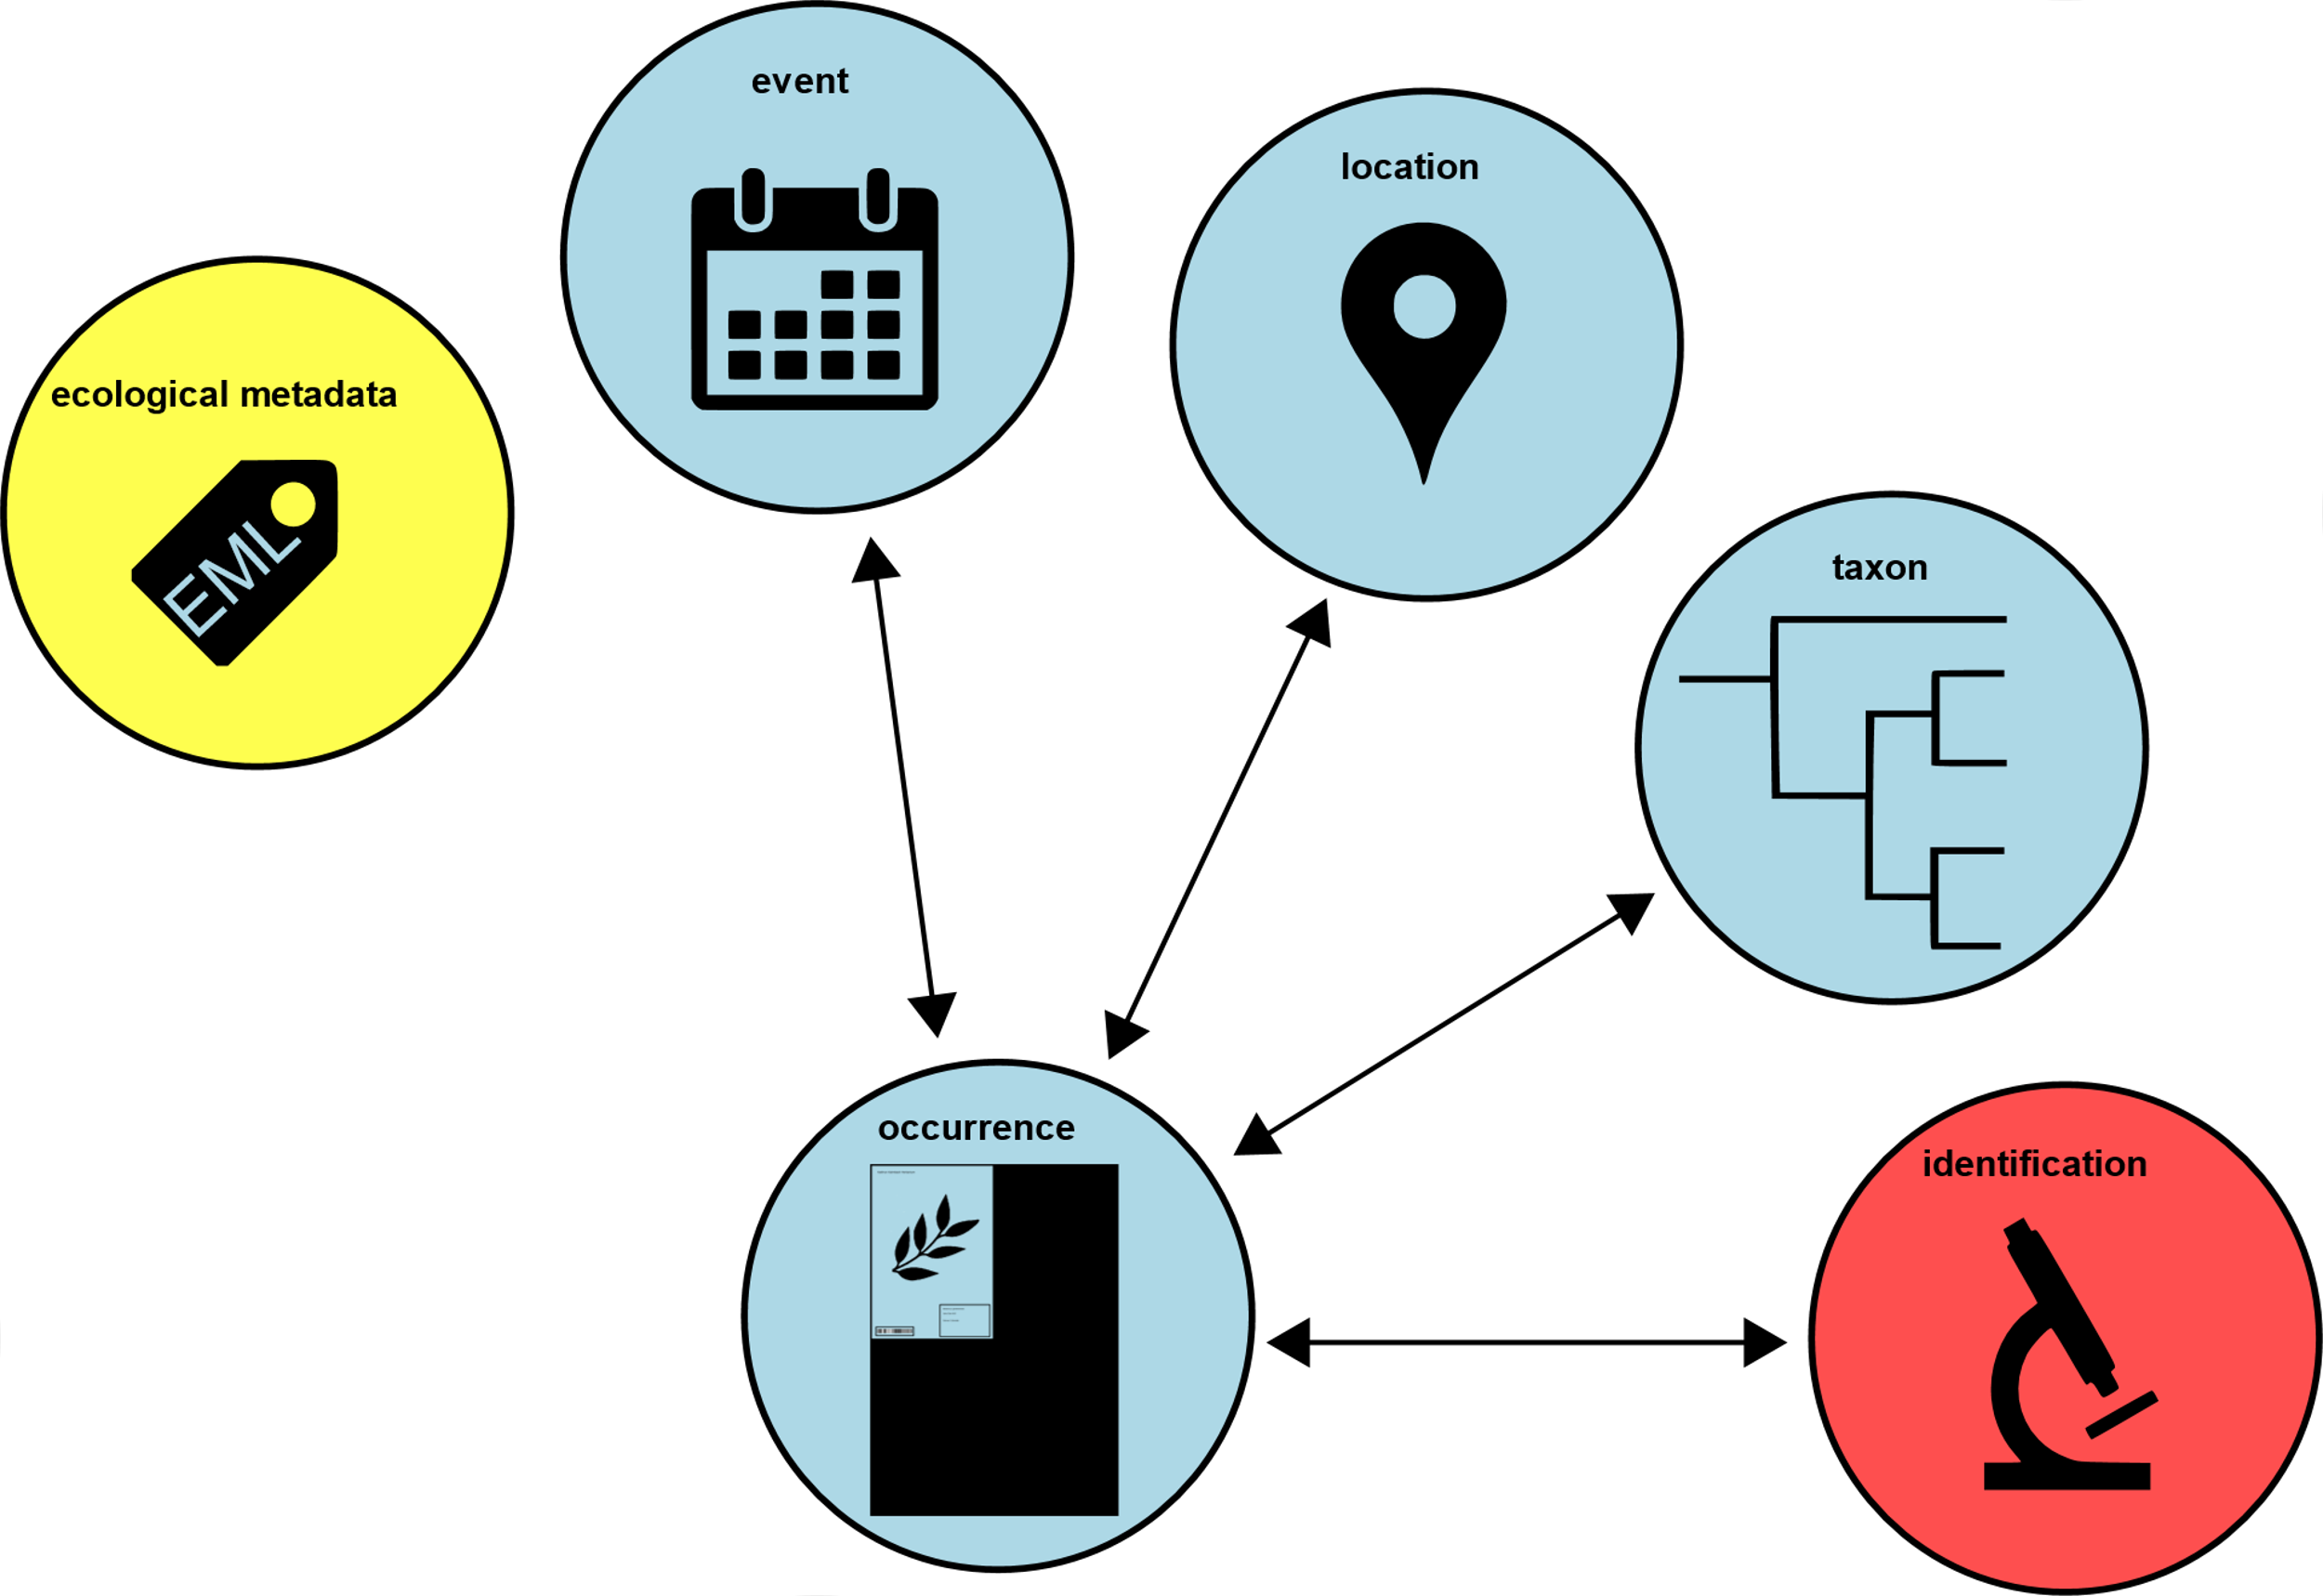 event
location
ecological metadata
EML
taxon
occurrence
identification